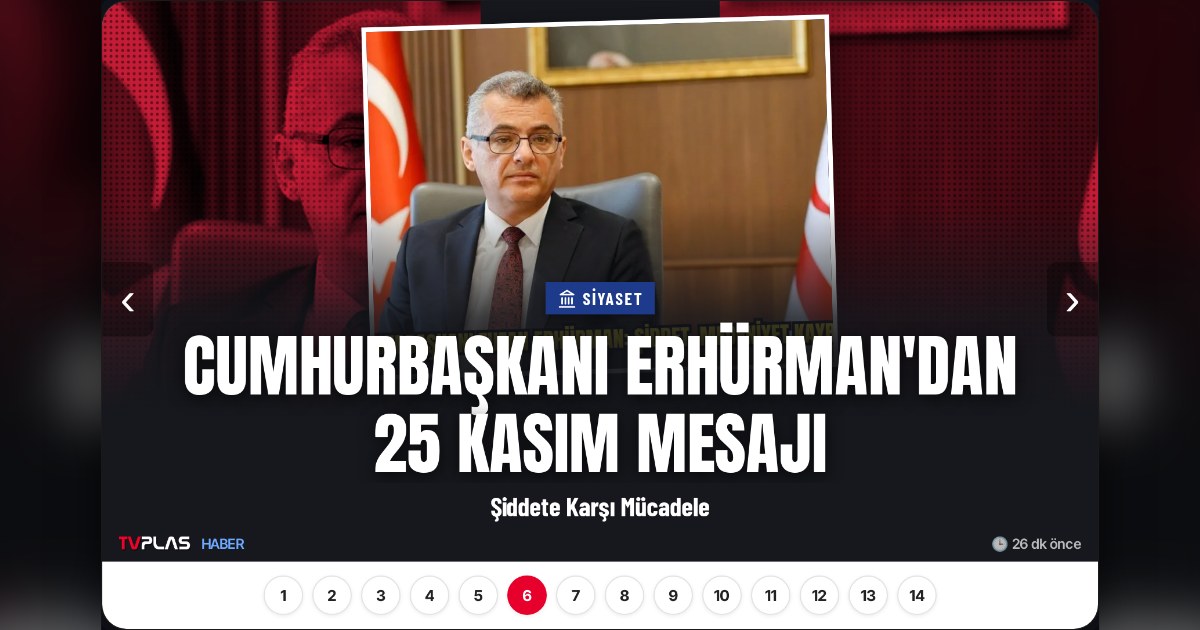 SİYASET
CUMHURBAŞKANI ERHÜRMAN'DAN
25 KASIM MESAJI
Şiddete Karşı Mücadele
TVPLAS HABER
26 dk önce
1 2 3 4 5 6 7 8 9 10 11 12 13 14